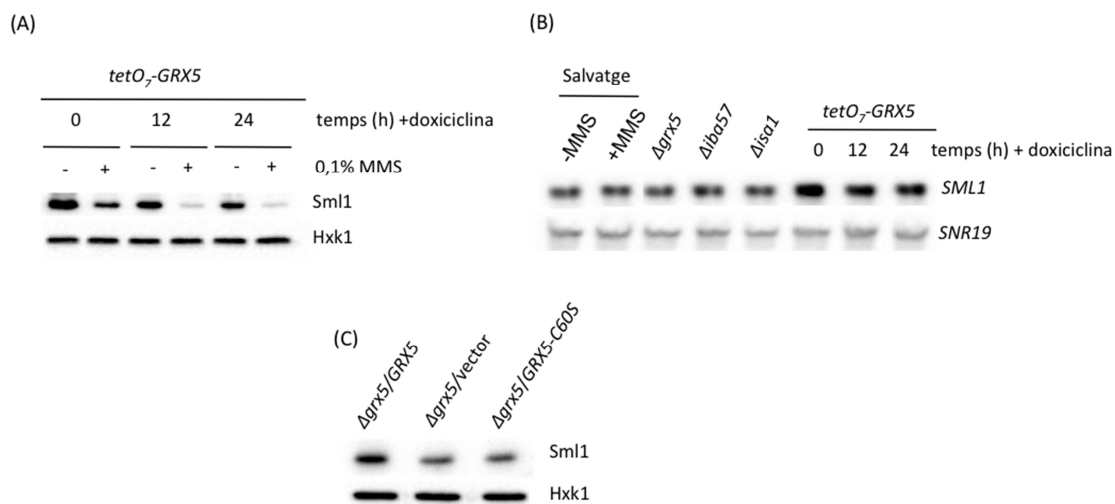 (A)
tetO7-GRX5
0 12 24 temps (h) +doxiciclina
- + - + - + 0,1% MMS
Sml1
Hxk1
(B)
Salvatge
-MMS +MMS Δgrx5 Δiba57 Δisa1
tetO7-GRX5
0 12 24 temps (h) + doxiciclina
SML1
SNR19
(C)
Δgrx5/GRX5 Δgrx5/vector Δgrx5/GRX5-C60S
Sml1
Hxk1